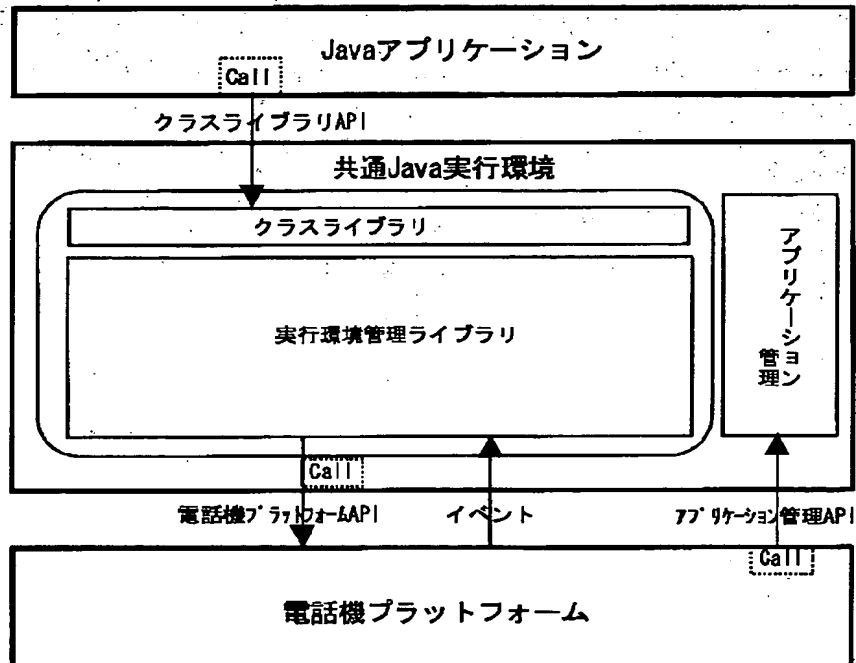 Javaアプリケーション
Call
クラスライブラリAPI
共通Java実行環境
クラスライブラリ
実行環境管理ライブラリ
アプリケーション
管理
Call
電話機プラットフォームAPI
イベント
アプリケーション管理API
Call
電話機プラットフォーム